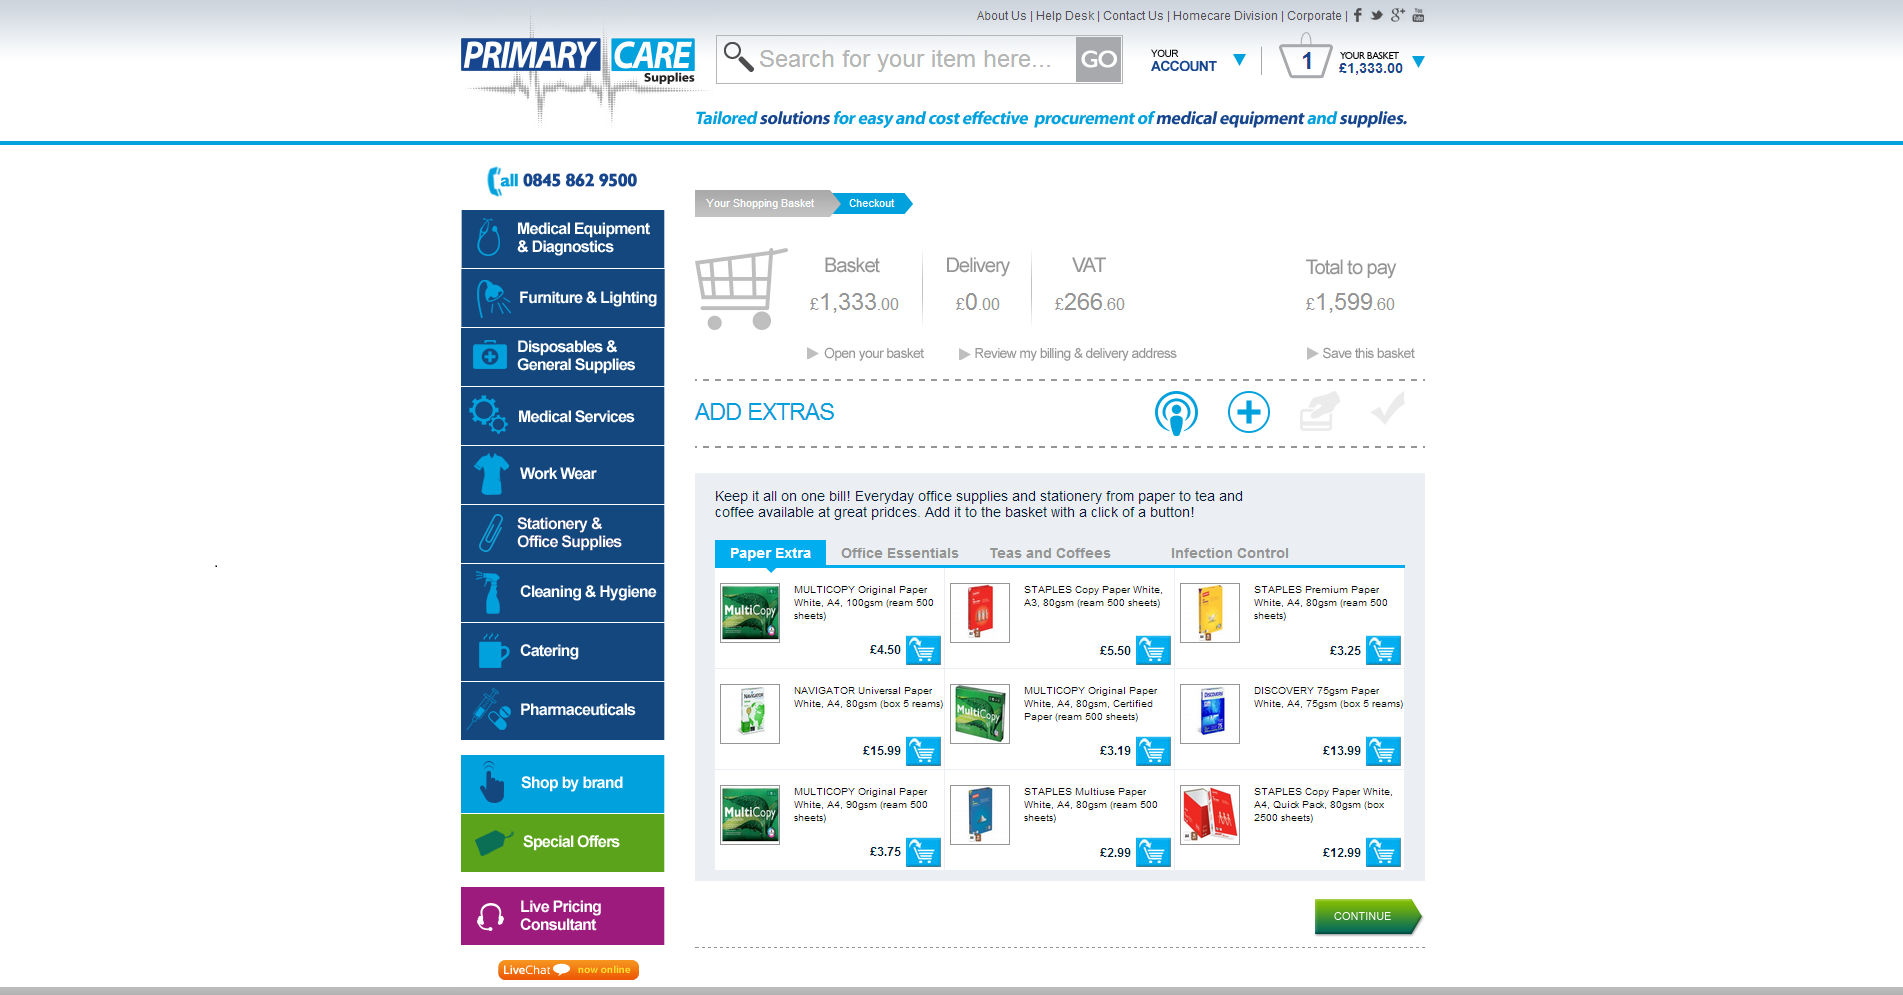 About Us | Help Desk | Contact Us | Homecare Division | Corporate |
PRIMARY CARE
Supplies
Search for your item here...
GO
YOUR
ACCOUNT
1
YOUR BASKET
£1,333.00
Tailored solutions for easy and cost effective procurement of medical equipment and supplies.
Call 0845 862 9500
Medical Equipment
& Diagnostics
Furniture & Lighting
Disposables &
General Supplies
Medical Services
Work Wear
Stationery &
Office Supplies
Cleaning & Hygiene
Catering
Pharmaceuticals
Shop by brand
Special Offers
Live Pricing
Consultant
LiveChat now online
Your Shopping Basket
Checkout
Basket
£1,333.00
Delivery
£0.00
VAT
£266.60
Total to pay
£1,599.60
Open your basket
Review my billing & delivery address
Save this basket
ADD EXTRAS
Keep it all on one bill! Everyday office supplies and stationery from paper to tea and
coffee available at great pridces. Add it to the basket with a click of a button!
Paper Extra
Office Essentials
Teas and Coffees
Infection Control
MultiCopy
MULTICOPY Original Paper
White, A4, 100gsm (ream 500
sheets)
£4.50
STAPLES Copy Paper White,
A3, 80gsm (ream 500 sheets)
£5.50
STAPLES Premium Paper
White, A4, 80gsm (ream 500
sheets)
£3.25
NAVIGATOR
NAVIGATOR Universal Paper
White, A4, 80gsm (box 5 reams)
£15.99
MultiCopy
MULTICOPY Original Paper
White, A4, 80gsm, Certified
Paper (ream 500 sheets)
£3.19
DISCOVERY
DISCOVERY 75gsm Paper
White, A4, 75gsm (box 5 reams)
£13.99
MultiCopy
MULTICOPY Original Paper
White, A4, 90gsm (ream 500
sheets)
£3.75
STAPLES Multiuse Paper
White, A4, 80gsm (ream 500
sheets)
£2.99
STAPLES Copy Paper White,
A4, Quick Pack, 80gsm (box
2500 sheets)
£12.99
CONTINUE